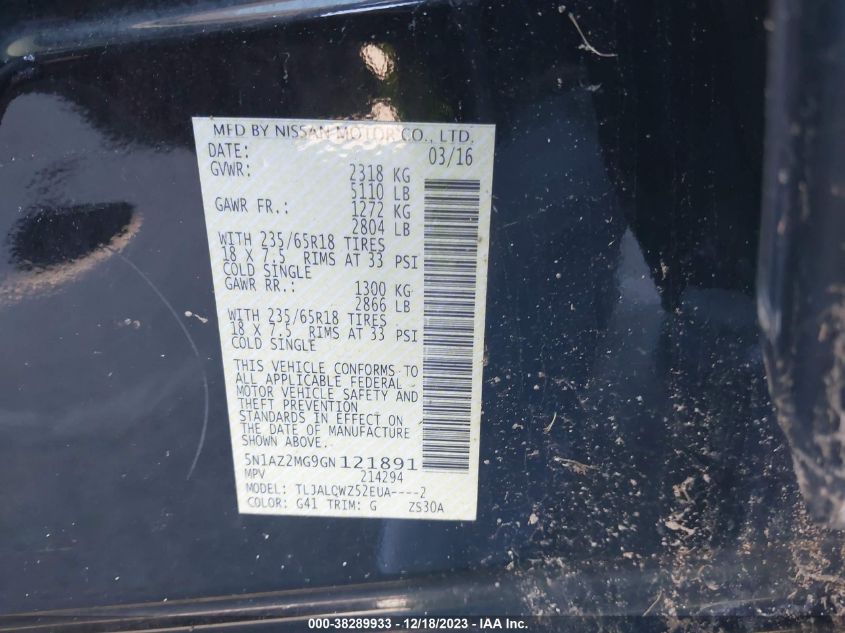 MFD BY NISSAN MOTOR CO., LTD.
DATE: 03/16
GVWR: 2318 KG
5110 LB
GAWR FR.: 1272 KG
2804 LB
WITH 235/65R18 TIRES
18 X 7.5 RIMS AT 33 PSI
COLD SINGLE
GAWR RR.: 1300 KG
2866 LB
WITH 235/65R18 TIRES
18 X 7.5 RIMS AT 33 PSI
COLD SINGLE
THIS VEHICLE CONFORMS TO
ALL APPLICABLE FEDERAL
MOTOR VEHICLE SAFETY AND
THEFT PREVENTION
STANDARDS IN EFFECT ON
THE DATE OF MANUFACTURE
SHOWN ABOVE.
5N1AZ2MG9GN121891
MPV 214294
MODEL: TLJALQWZ52EUA----2
COLOR: G41 TRIM: G ZS30A
000-38289933 - 12/18/2023 - IAA Inc.